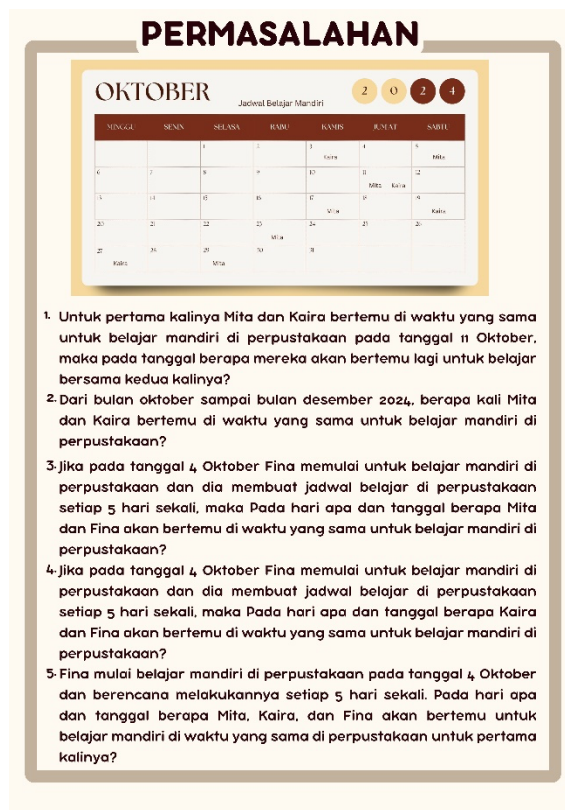 PERMASALAHAN
OKTOBER
Jadwal Belajar Mandiri
2 0 2 4
MINGGU SENIN SELASA RABU KAMIS JUMAT SABTU
1 2 3 4 5
Kaira Mita
6 7 8 9 10 11 12
Mita Kaira
13 14 15 16 17 18 19
Mita Kaira
20 21 22 23 24 25 26
Mita
27 28 29 30 31
Kaira Mita
1. Untuk pertama kalinya Mita dan Kaira bertemu di waktu yang sama
untuk belajar mandiri di perpustakaan pada tanggal 11 Oktober,
maka pada tanggal berapa mereka akan bertemu lagi untuk belajar
bersama kedua kalinya?
2. Dari bulan oktober sampai bulan desember 2024, berapa kali Mita
dan Kaira bertemu di waktu yang sama untuk belajar mandiri di
perpustakaan?
3. Jika pada tanggal 4 Oktober Fina memulai untuk belajar mandiri di
perpustakaan dan dia membuat jadwal belajar di perpustakaan
setiap 5 hari sekali, maka Pada hari apa dan tanggal berapa Mita
dan Fina akan bertemu di waktu yang sama untuk belajar mandiri di
perpustakaan?
4. Jika pada tanggal 4 Oktober Fina memulai untuk belajar mandiri di
perpustakaan dan dia membuat jadwal belajar di perpustakaan
setiap 5 hari sekali, maka Pada hari apa dan tanggal berapa Kaira
dan Fina akan bertemu di waktu yang sama untuk belajar mandiri di
perpustakaan?
5. Fina mulai belajar mandiri di perpustakaan pada tanggal 4 Oktober
dan berencana melakukannya setiap 5 hari sekali. Pada hari apa
dan tanggal berapa Mita, Kaira, dan Fina akan bertemu untuk
belajar mandiri di waktu yang sama di perpustakaan untuk pertama
kalinya?